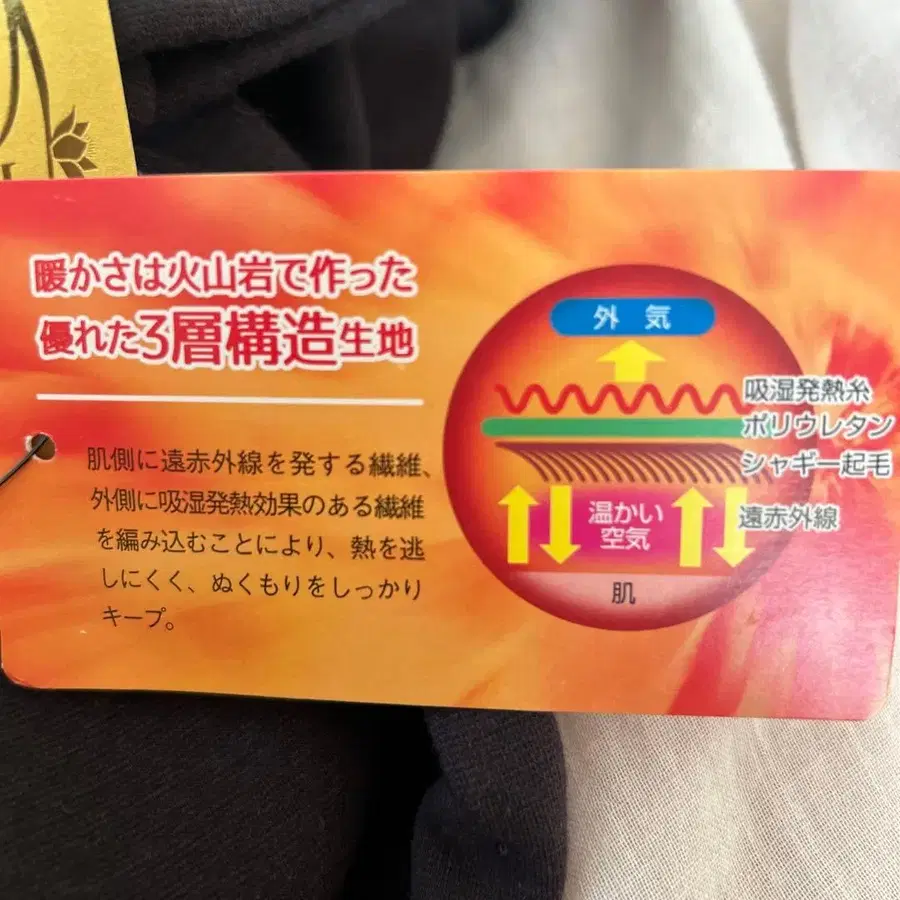 暖かさは火山岩で作った
優れた3層構造生地
肌側に遠赤外線を発する繊維、
外側に吸湿発熱効果のある繊維
を編み込むことにより、熱を逃
しにくく、ぬくもりをしっかり
キープ。
外気
吸湿発熱糸
ポリウレタン
シャギー起毛
温かい
空気
遠赤外線
肌